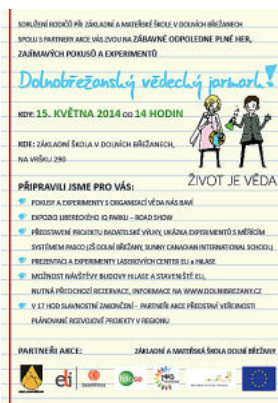 SDRUŽENÍ RODIČŮ PŘI ZÁKLADNÍ A MATEŘSKÉ ŠKOLE V DOLNÍCH BŘEŽANECH
SPOLU S PARTNERY AKCE VÁS ZVOU NA ZÁBAVNÉ ODPOLEDNE PLNÉ HER,
ZAJÍMAVÝCH POKUSŮ A EXPERIMENTŮ
Dolnobřežanský vědecký jarmark!
KDY: 15. KVĚTNA 2014 OD 14 HODIN
KDE: ZÁKLADNÍ ŠKOLA V DOLNÍCH BŘEŽANECH,
NA VRŠKU 290
ŽIVOT JE VĚDA
PŘIPRAVILI JSME PRO VÁS:
POKUSY A EXPERIMENTY S ORGANIZACÍ VĚDA NÁS BAVÍ
EXPOZICI LIBERECKÉHO IQ PARKU – ROAD SHOW
PŘEDSTAVENÍ PROJEKTU BADATELSKÉ VÝUKY, UKÁZKA EXPERIMENTŮ S MĚŘÍCÍM
SYSTÉMEM PASCO (ZŠ DOLNÍ BŘEŽANY, SUNNY CANADIAN INTERNATIONAL SCHOOL)
PREZENTACI A EXPERIMENTY LASEROVÝCH CENTER ELI A HILASE
MOŽNOST NÁVŠTĚVY BUDOVY HILASE A STAVENIŠTĚ ELI,
NUTNÁ PŘEDCHOZÍ REZERVACE, INFORMACE NA WWW.DOLNIBREZANY.CZ
V 17 HOD SLAVNOSTNÍ ZAKONČENÍ - PARTNEŘI AKCE PŘEDSTAVÍ VEŘEJNOSTI
PLÁNOVANÉ ROZVOJOVÉ PROJEKTY V REGIONU
PARTNEŘI AKCE: ZÁKLADNÍ A MATEŘSKÁ ŠKOLA DOLNÍ BŘEŽANY
eli